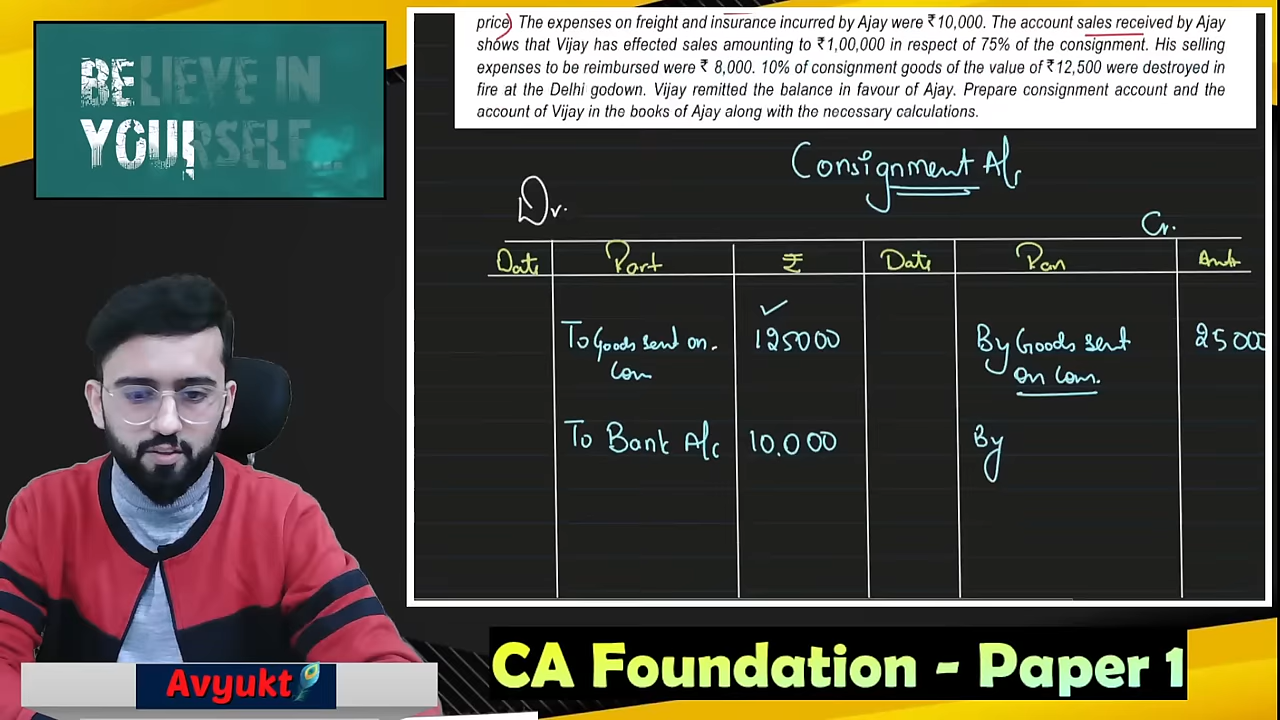 BELIEVE IN
YOURSELF...
price) The expenses on freight and insurance incurred by Ajay were ₹10,000. The account sales received by Ajay
shows that Vijay has effected sales amounting to ₹1,00,000 in respect of 75% of the consignment. His selling
expenses to be reimbursed were ₹ 8,000. 10% of consignment goods of the value of ₹12,500 were destroyed in
fire at the Delhi godown. Vijay remitted the balance in favour of Ajay. Prepare consignment account and the
account of Vijay in the books of Ajay along with the necessary calculations.
Consignment A/c
Dr.
Cr.
Date Part ₹ Date Par Amt
To Goods sent on. 125000 By Goods sent 25000
Con on Con.
To Bank A/c 10.000 By
Avyukt
CA Foundation - Paper 1